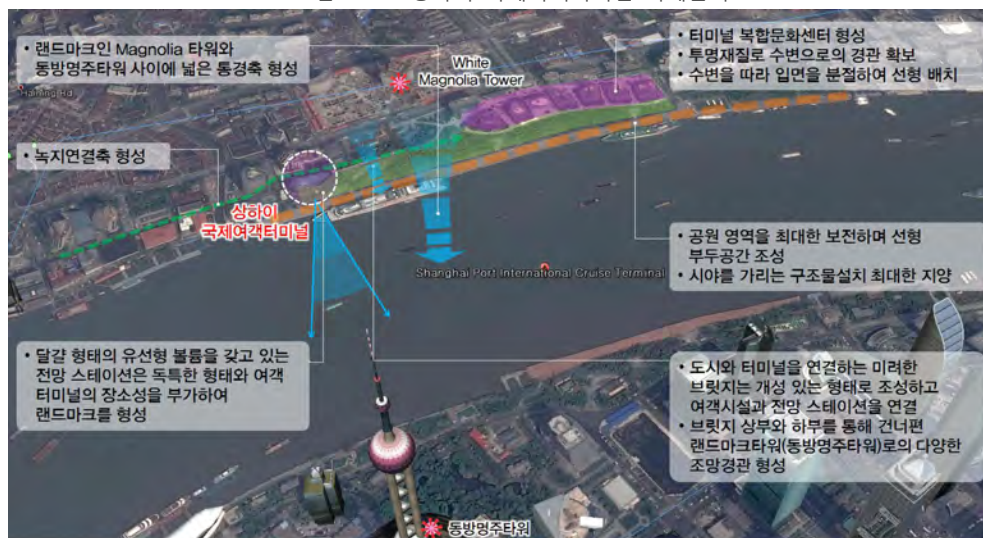 • 랜드마크인 Magnolia 타워와
동방명주타워 사이에 넓은 통경축 형성
Haining Rd
White
Magnolia Tower
• 터미널 복합문화센터 형성
• 투명재질로 수변으로의 경관 확보
• 수변을 따라 입면을 분절하여 선형 배치
• 녹지연결축 형성
상하이
국제여객터미널
• 공원 영역을 최대한 보전하며 선형
부두공간 조성
• 시야를 가리는 구조물설치 최대한 지양
Shanghai Port International Cruise Terminal
• 달걀 형태의 유선형 볼륨을 갖고 있는
전망 스테이션은 독특한 형태와 여객
터미널의 장소성을 부가하여
랜드마크를 형성
• 도시와 터미널을 연결하는 미려한
브릿지는 개성 있는 형태로 조성하고
여객시설과 전망 스테이션을 연결
• 브릿지 상부와 하부를 통해 건너편
랜드마크타워(동방명주타워)로의 다양한
조망경관 형성
동방명주타워